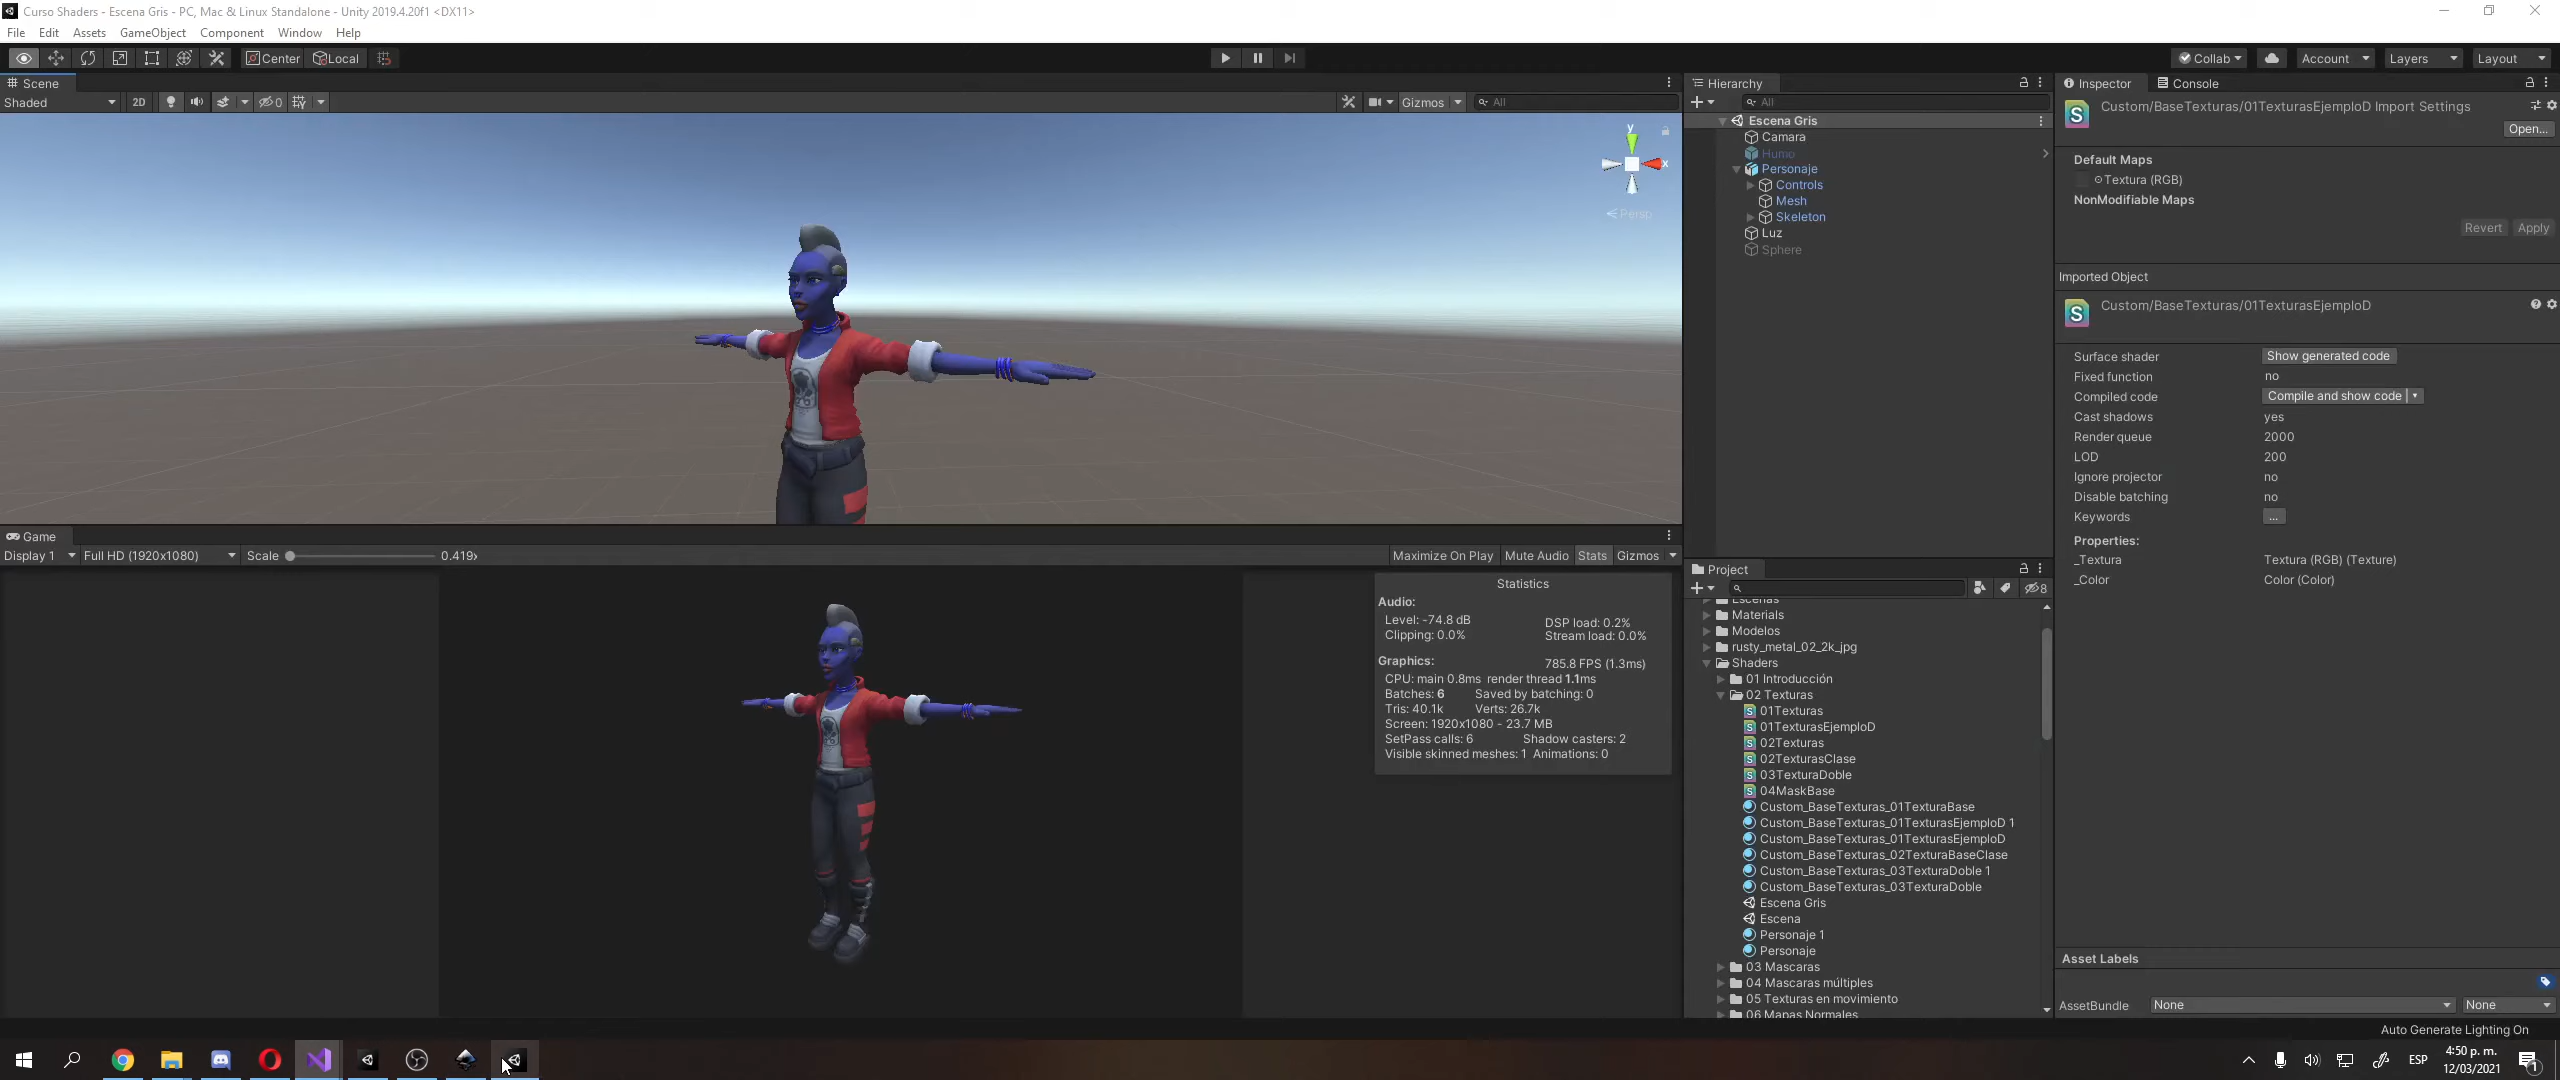 Curso Shaders - Escena Gris - PC, Mac & Linux Standalone - Unity 2019.4.20f1 <DX11>
File Edit Assets GameObject Component Window Help
Center Local Collab Account Layers Layout
Scene
Shaded 2D 0 Gizmos All
y
x
Persp
Game
Display 1 Full HD (1920x1080) Scale 0.419x Maximize On Play Mute Audio Stats Gizmos
Statistics
Audio:
Level: -74.8 dB DSP load: 0.2%
Clipping: 0.0% Stream load: 0.0%
Graphics: 785.8 FPS (1.3ms)
CPU: main 0.8ms render thread 1.1ms
Batches: 6 Saved by batching: 0
Tris: 40.1k Verts: 26.7k
Screen: 1920x1080 - 23.7 MB
SetPass calls: 6 Shadow casters: 2
Visible skinned meshes: 1 Animations: 0
Hierarchy
All
Escena Gris
Camara
Humo
Personaje
Controls
Mesh
Skeleton
Luz
Sphere
Project
8
Escenas
Materials
Modelos
rusty_metal_02_2k_jpg
Shaders
01 Introducción
02 Texturas
01Texturas
01TexturasEjemploD
02Texturas
02TexturasClase
03TexturaDoble
04MaskBase
Custom_BaseTexturas_01TexturaBase
Custom_BaseTexturas_01TexturasEjemploD 1
Custom_BaseTexturas_01TexturasEjemploD
Custom_BaseTexturas_02TexturaBaseClase
Custom_BaseTexturas_03TexturaDoble 1
Custom_BaseTexturas_03TexturaDoble
Escena Gris
Escena
Personaje 1
Personaje
03 Mascaras
04 Mascaras múltiples
05 Texturas en movimiento
06 Mapas Normales
Inspector Console
S Custom/BaseTexturas/01TexturasEjemploD Import Settings
Open...
Default Maps
Textura (RGB)
NonModifiable Maps
Revert Apply
Imported Object
S Custom/BaseTexturas/01TexturasEjemploD
Surface shader Show generated code
Fixed function no
Compiled code Compile and show code
Cast shadows yes
Render queue 2000
LOD 200
Ignore projector no
Disable batching no
Keywords ...
Properties:
_Textura Textura (RGB) (Texture)
_Color Color (Color)
Asset Labels
AssetBundle None None
Auto Generate Lighting On
ESP 4:50 p. m.
12/03/2021
1